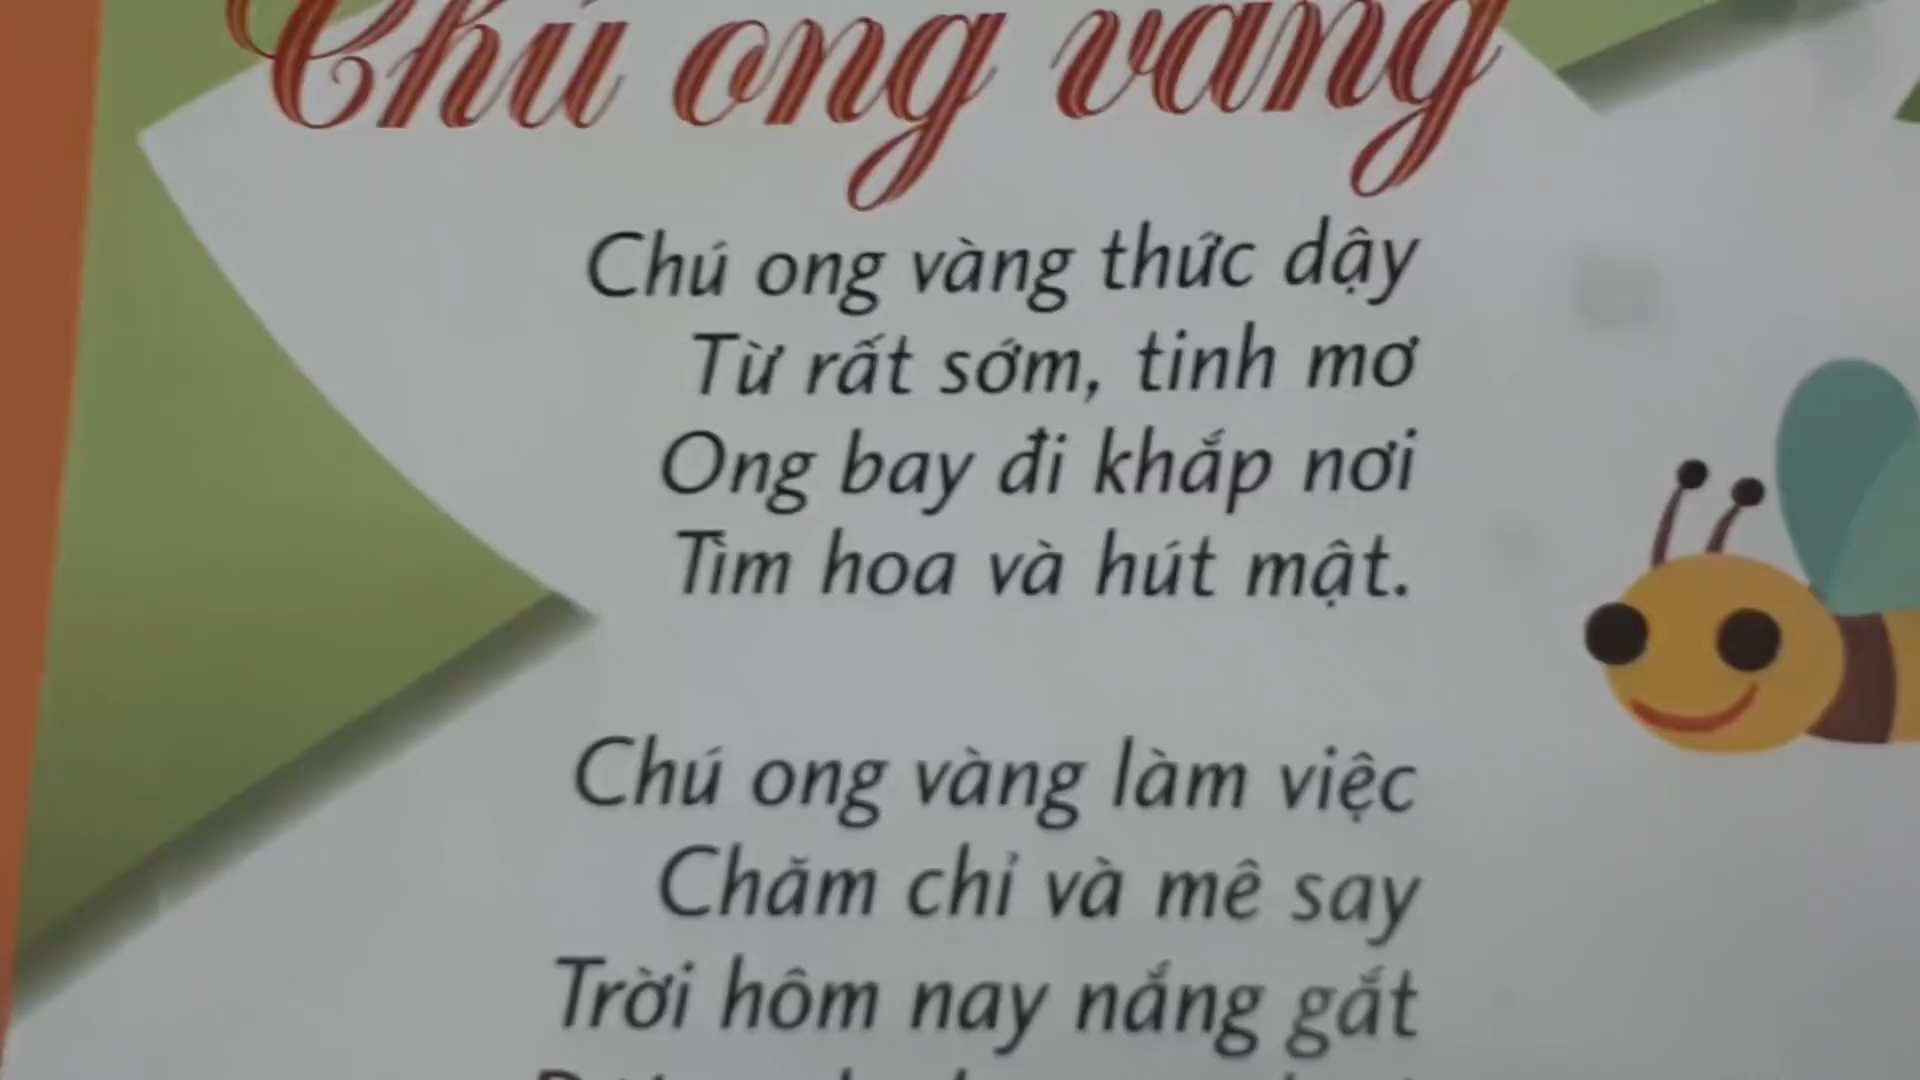 Chú ong vàng
Chú ong vàng thức dậy
Từ rất sớm, tinh mơ
Ong bay đi khắp nơi
Tìm hoa và hút mật.
Chú ong vàng làm việc
Chăm chỉ và mê say
Trời hôm nay nắng gắt